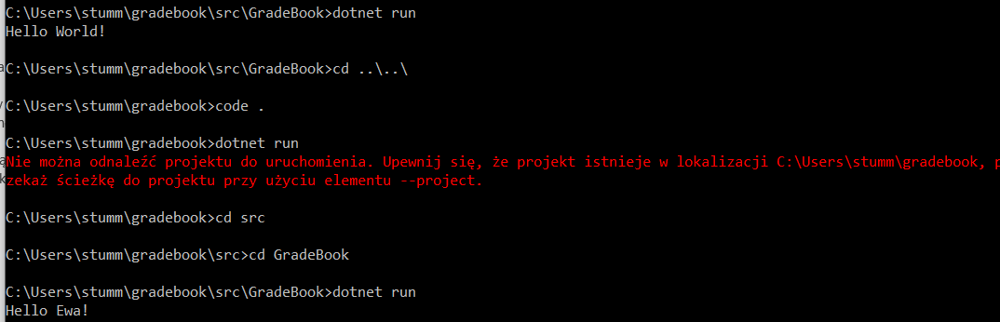 C:\Users\stumm\gradebook\src\GradeBook>dotnet run
Hello World!
C:\Users\stumm\gradebook\src\GradeBook>cd ..\..\
C:\Users\stumm\gradebook>code .
C:\Users\stumm\gradebook>dotnet run
Nie można odnaleźć projektu do uruchomienia. Upewnij się, że projekt istnieje w lokalizacji C:\Users\stumm\gradebook, p
zekaż ścieżkę do projektu przy użyciu elementu --project.
C:\Users\stumm\gradebook>cd src
C:\Users\stumm\gradebook\src>cd GradeBook
C:\Users\stumm\gradebook\src\GradeBook>dotnet run
Hello Ewa!